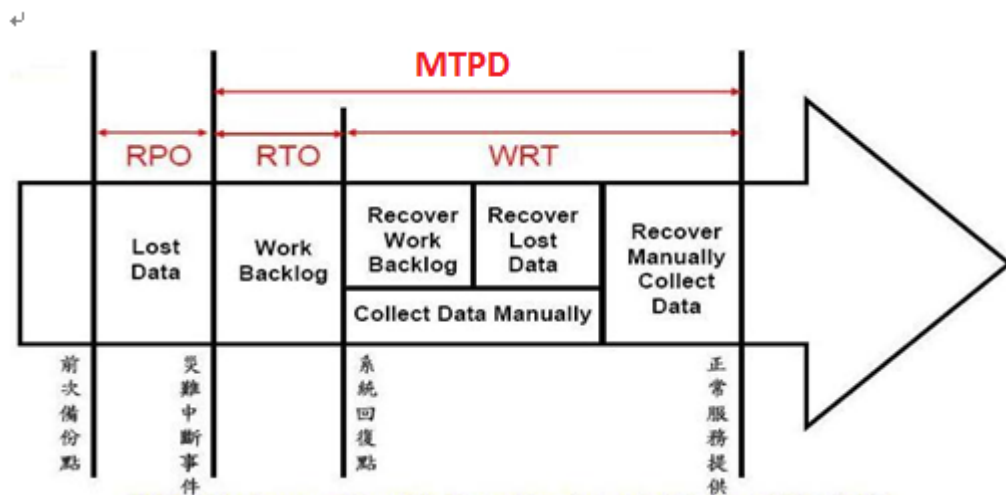 MTPD
RPO
RTO
WRT
Lost
Data
Work
Backlog
Recover
Work
Backlog
Recover
Lost
Data
Collect Data Manually
Recover
Manually
Collect
Data
前次備份點
災難中斷事件
系統回復點
正常服務提供